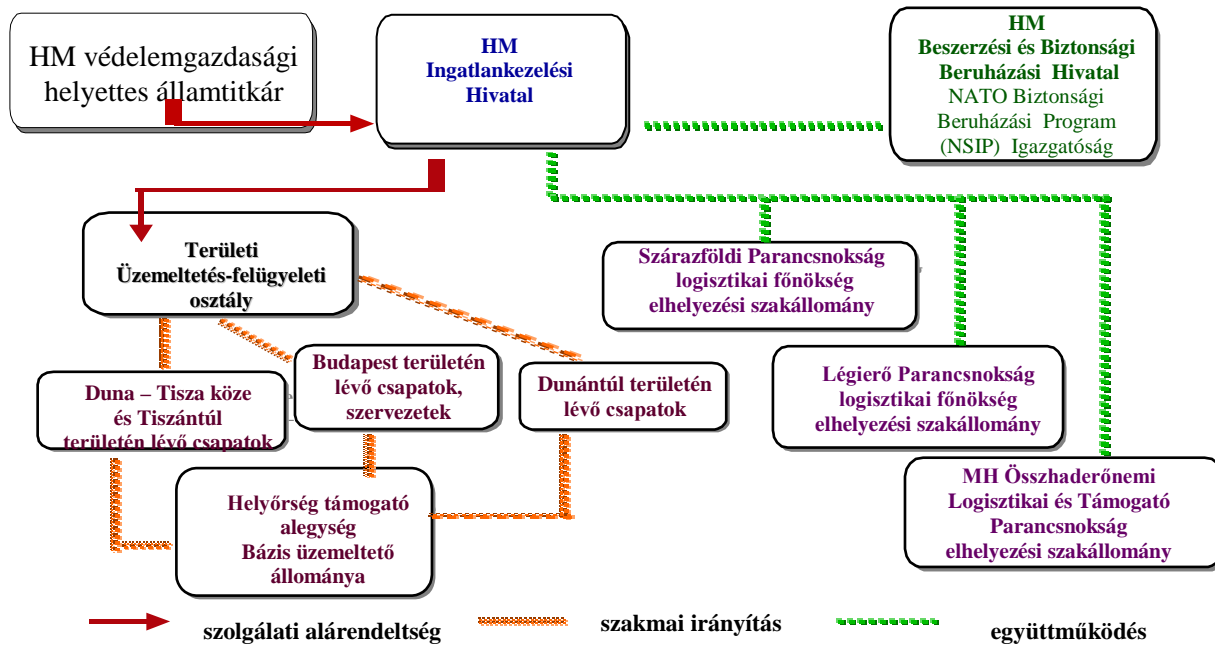 HM védelemgazdasági
helyettes államtitkár
HM
Ingatlankezelési
Hivatal
HM
Beszerzési és Biztonsági
Beruházási Hivatal
NATO Biztonsági
Beruházási Program
(NSIP) Igazgatóság
Területi
Üzemeltetés-felügyeleti
osztály
Szárazföldi Parancsnokság
logisztikai főnökség
elhelyezési szakállomány
Duna – Tisza köze
és Tiszántúl
területén lévő csapatok
Budapest területén
lévő csapatok,
szervezetek
Dunántúl területén
lévő csapatok
Légierő Parancsnokság
logisztikai főnökség
elhelyezési szakállomány
Helyőrség támogató
alegység
Bázis üzemeltető
állománya
MH Összhaderőnemi
Logisztikai és Támogató
Parancsnokság
elhelyezési szakállomány
szolgálati alárendeltség
szakmai irányítás
együttműködés